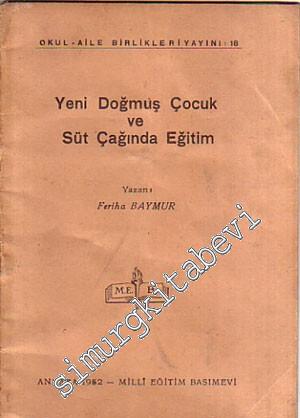 OKUL-AİLE BİRLİKLERİ YAYINI: 18
Yeni Doğmuş Çocuk
ve
Süt Çağında Eğitim
Yazan:
Feriha BAYMUR
M.E.B.
1952 — MİLLÎ EĞİTİM BASIMEVİ
simurgkitabevi.com